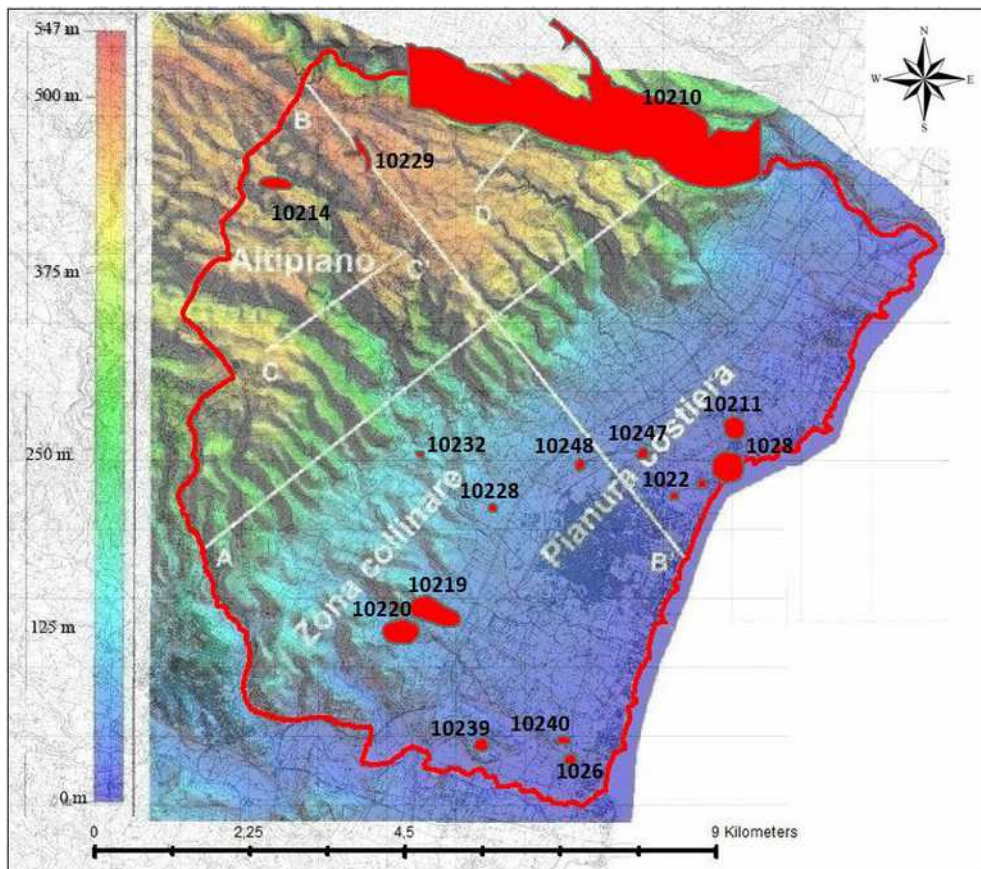 547 m
500 m
375 m
250 m
125 m
0 m
N
W
E
S
10210
B
10229
10214
D
Altipiano
C'
C
10211
10232
10248
10247
1028
1022
10228
Pianura costiera
Zona collinare
A
B'
10219
10220
10239
10240
1026
0
2,25
4,5
9 Kilometers